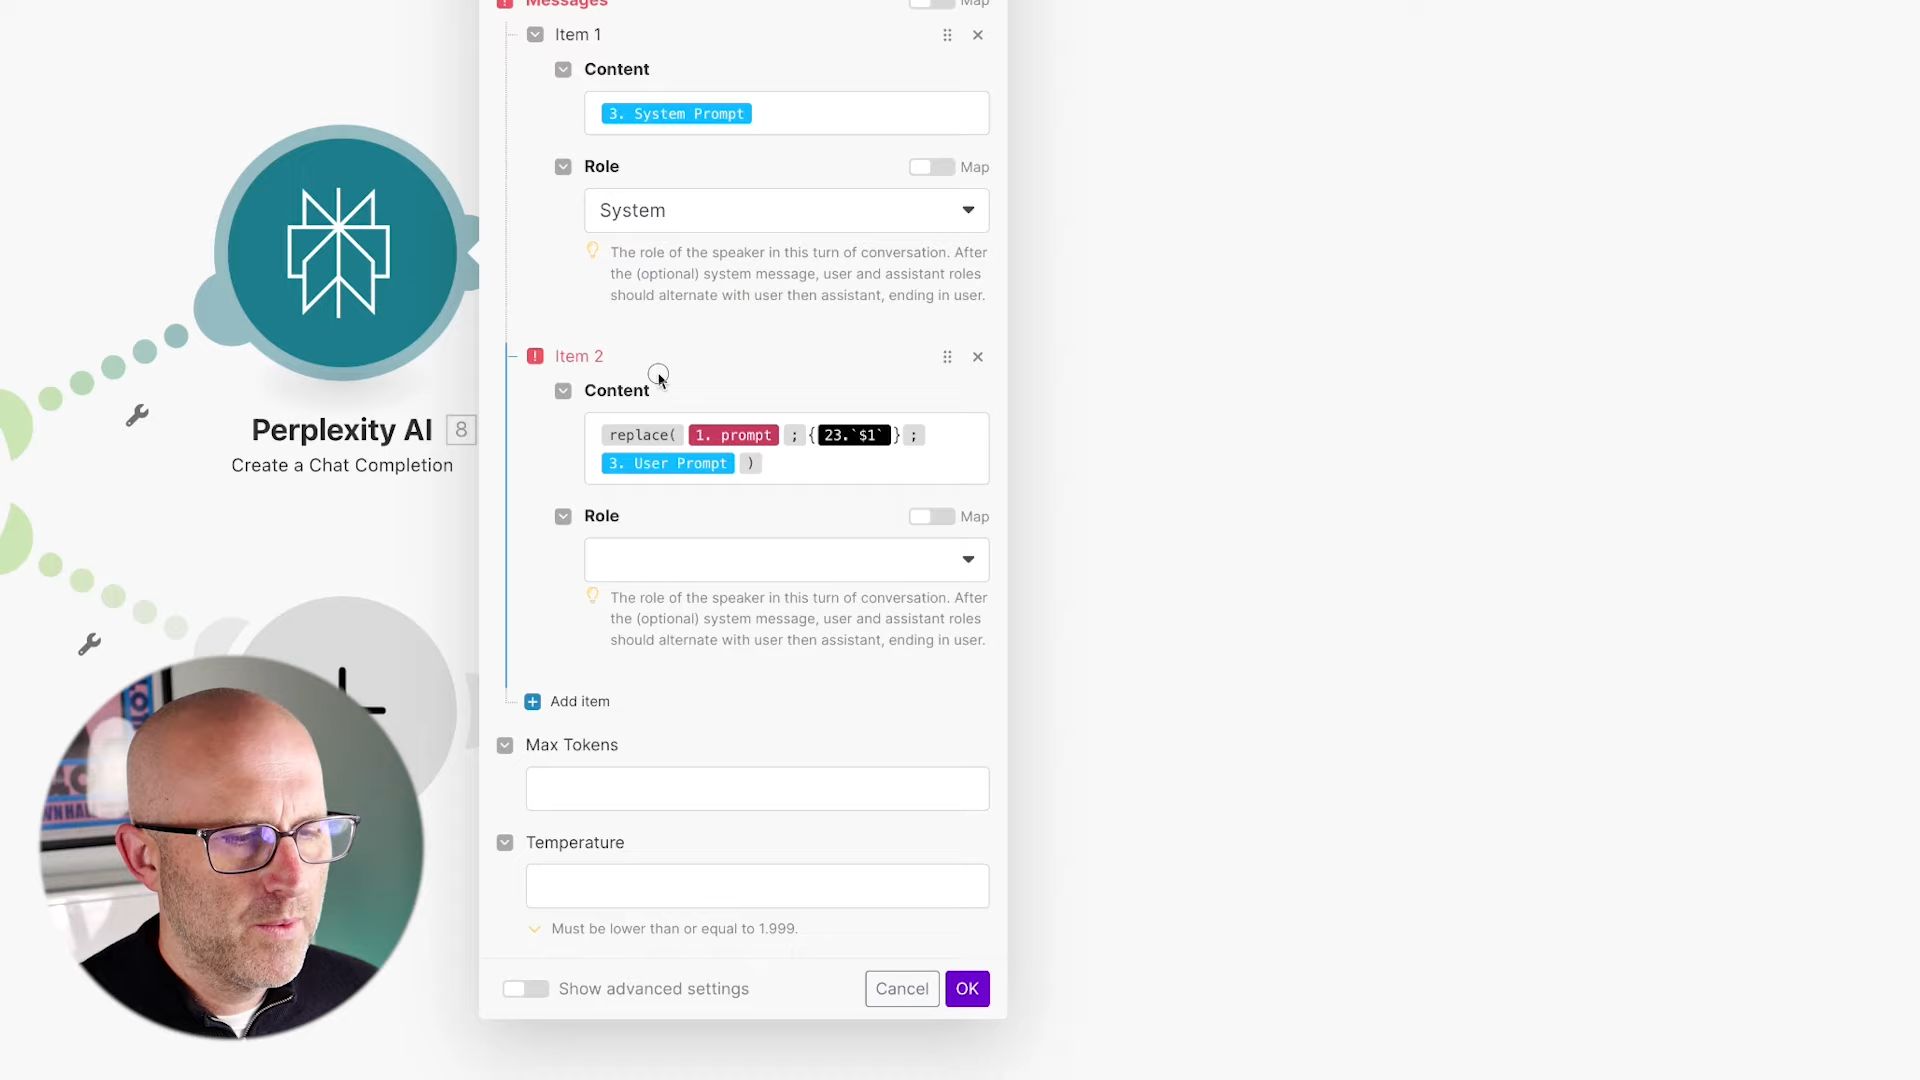 Messages
Map
Item 1
Content
3. System Prompt
Role
Map
System
The role of the speaker in this turn of conversation. After
the (optional) system message, user and assistant roles
should alternate with user then assistant, ending in user.
Item 2
Content
replace( 1. prompt ; { 23.`$1` } ;
3. User Prompt )
Role
Map
The role of the speaker in this turn of conversation. After
the (optional) system message, user and assistant roles
should alternate with user then assistant, ending in user.
Add item
Max Tokens
Temperature
Must be lower than or equal to 1.999.
Show advanced settings
Cancel
OK
Perplexity AI 8
Create a Chat Completion